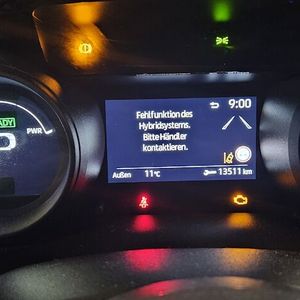 READY
PWR
9:00
Fehlfunktion des
Hybridsystems.
Bitte Händler
kontaktieren.
Außen 11°C 13511 km